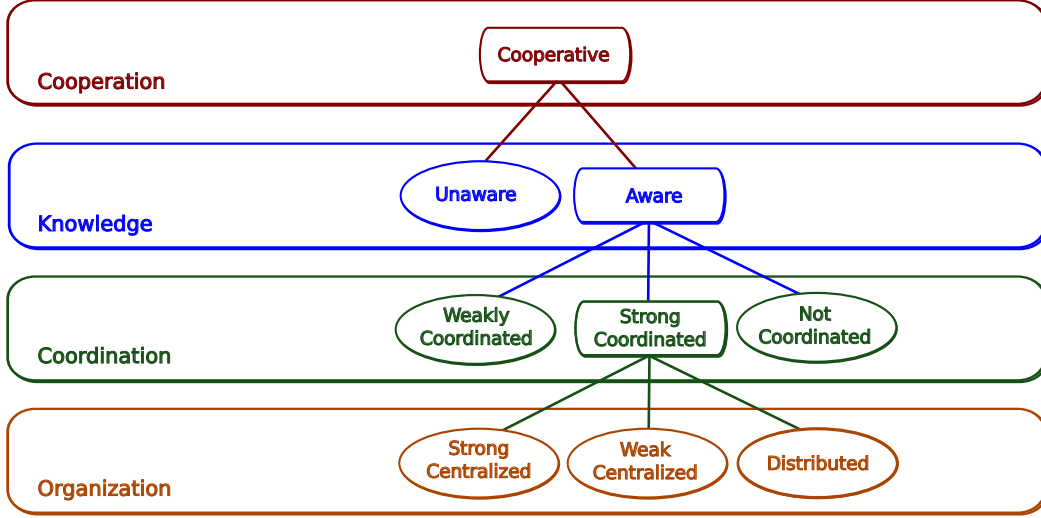 Cooperative
Cooperation
Unaware
Aware
Knowledge
Weakly
Coordinated
Strong
Coordinated
Not
Coordinated
Coordination
Strong
Centralized
Weak
Centralized
Distributed
Organization